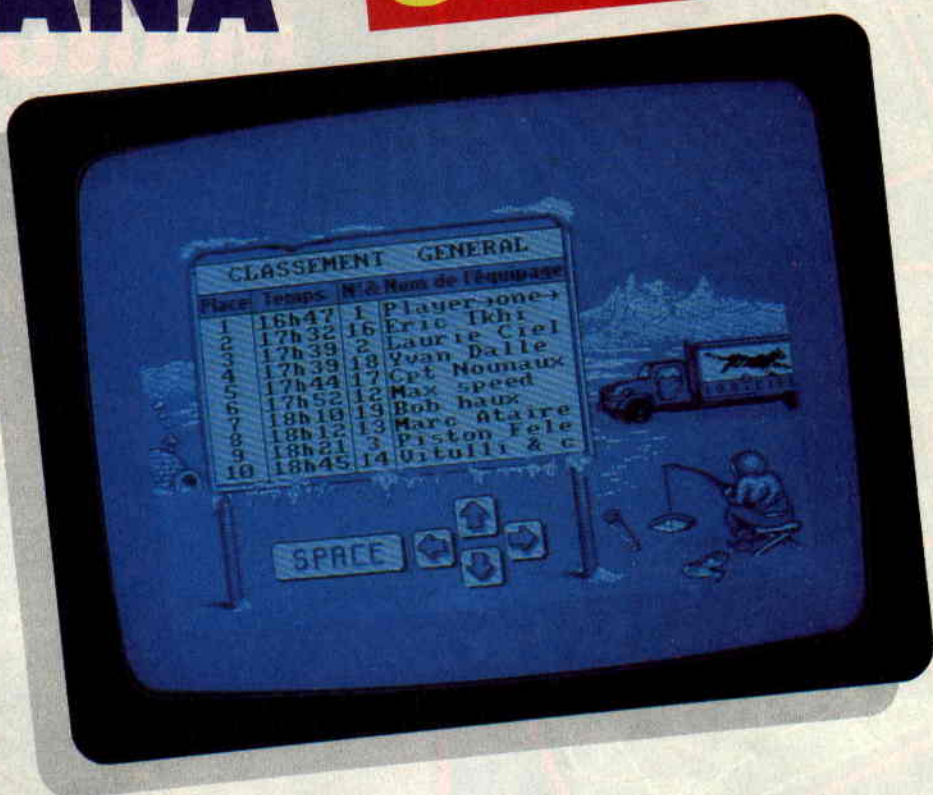 ANA
CLASSEMENT GENERAL
Place Temps N°& Nom de l'équipage
1 16h47 1 Player→one→
2 17h32 16 Eric Ikhi
3 17h39 2 Laurie Ciel
4 17h39 18 Yvan Dalle
5 17h44 17 Cpt Nounaux
6 17h52 12 Max speed
7 18h10 19 Bob haux
8 18h12 13 Marc Ataire
9 18h21 3 Piston Fele
10 18h45 14 Vitulli & c
SPACE